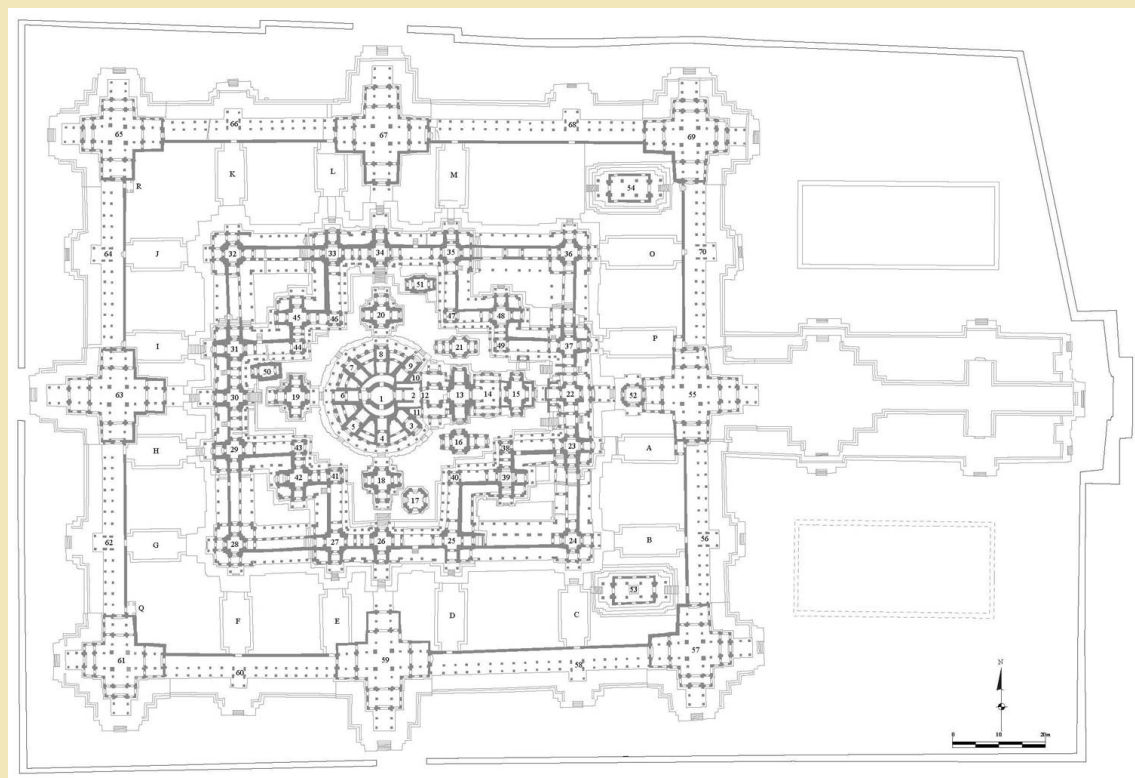 65 66 67 68 69
R K L M 54
64 J 32 33 34 35 36 O 70
51
45 46 20 47 48
I 31 44 8 21 49 37 P
7 9
50 10
63 30 19 6 1 2 12 13 14 15 22 52 55
11
5 3
H 29 43 4 16 38 23 A
42 41 18 40 39
17
62 G 28 27 26 25 24 B 56
53
Q F E D C
61 60 59 58 57
N
0 10 20m